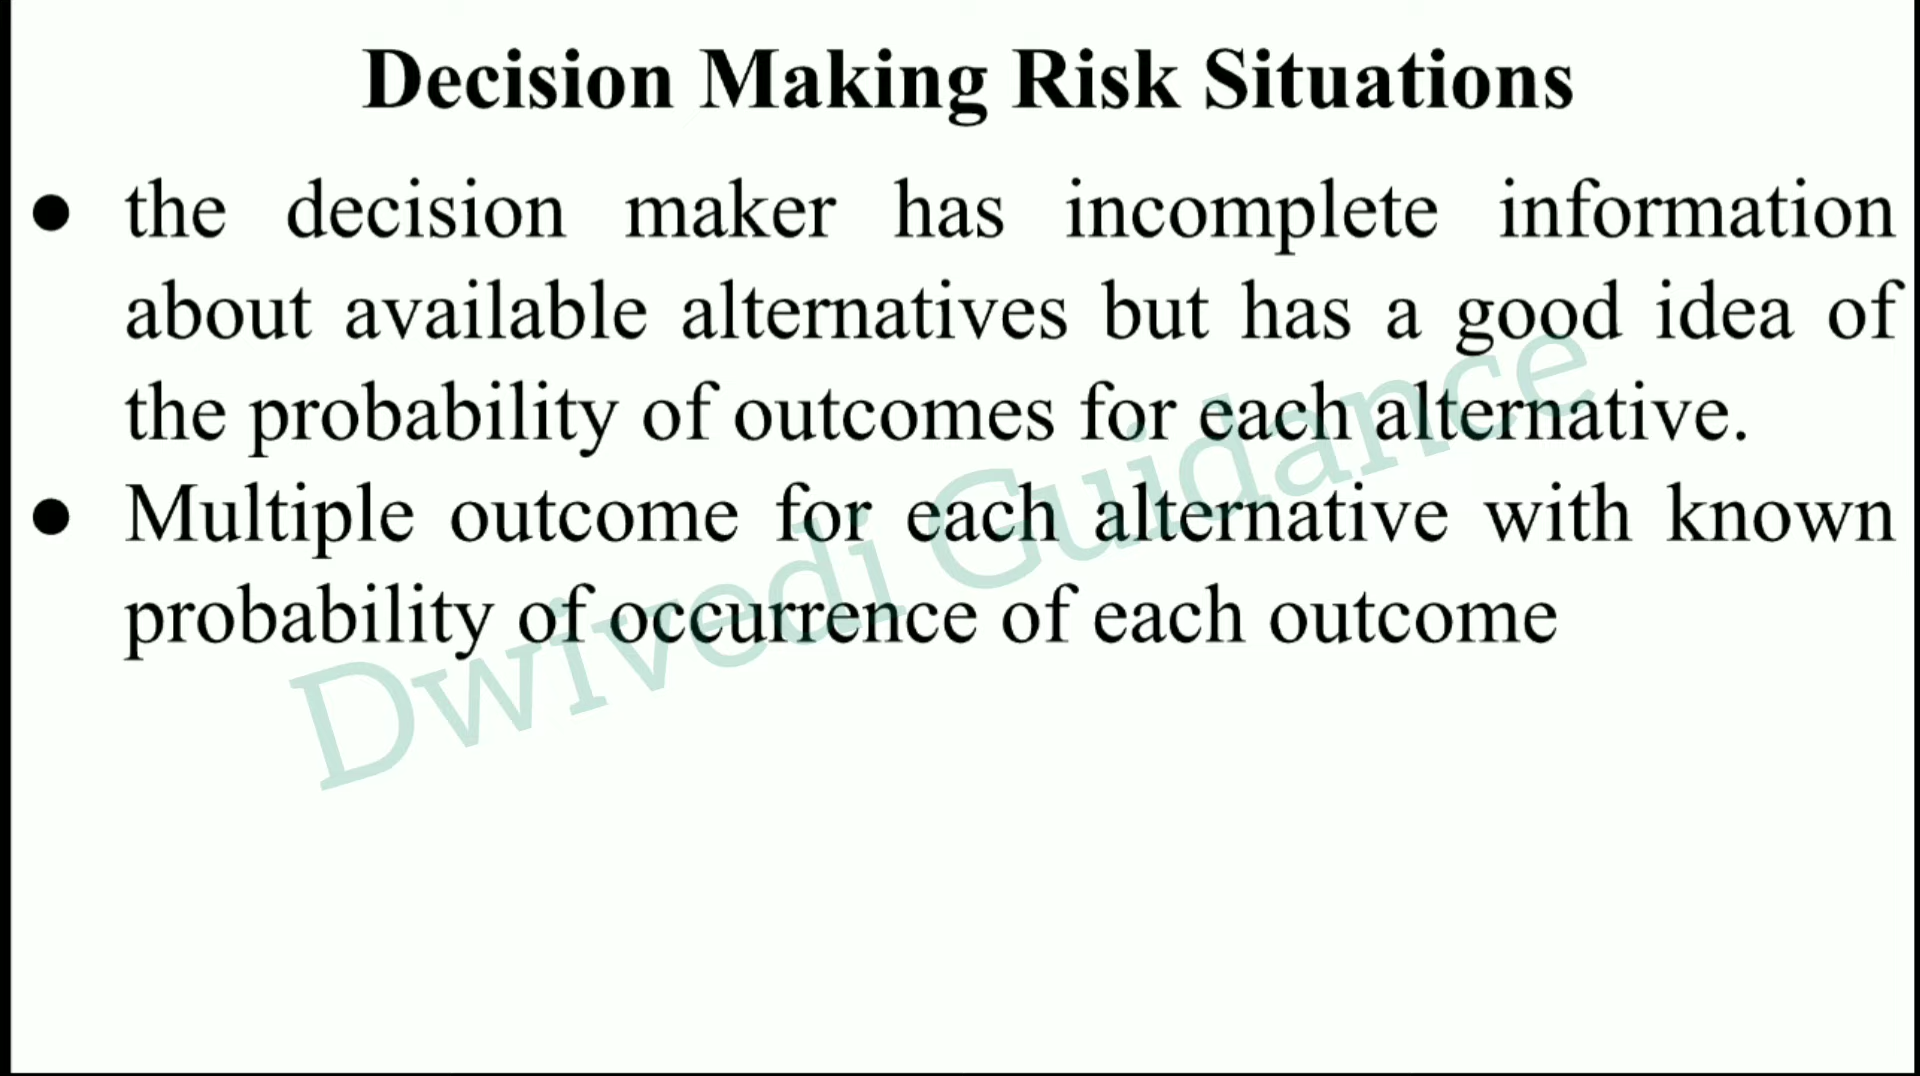 Decision Making Risk Situations
● the decision maker has incomplete information
about available alternatives but has a good idea of
the probability of outcomes for each alternative.
● Multiple outcome for each alternative with known
probability of occurrence of each outcome
Dwivedi Guidance